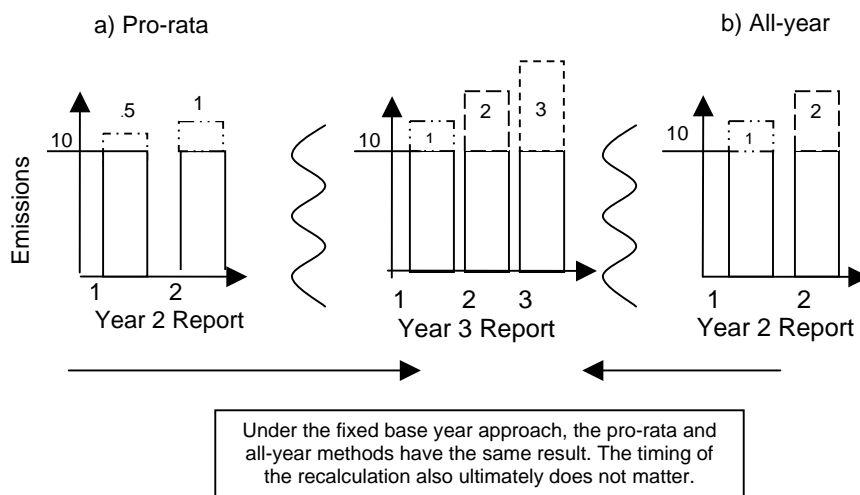 a) Pro-rata
b) All-year
Emissions
10
.5
1
1 2
Year 2 Report
10
1
2
3
1 2 3
Year 3 Report
10
1
2
1 2
Year 2 Report
Under the fixed base year approach, the pro-rata and
all-year methods have the same result. The timing of
the recalculation also ultimately does not matter.